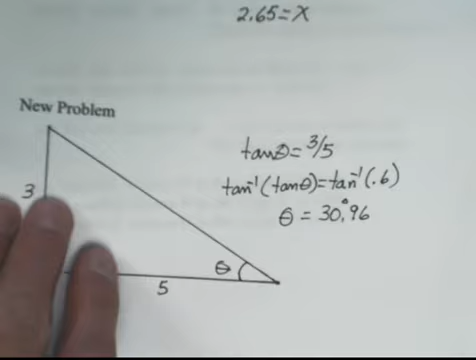 2.65=x
New Problem
tanθ=3/5
3
tan⁻¹(tanθ)=tan⁻¹(.6)
θ = 30.°96
θ
5